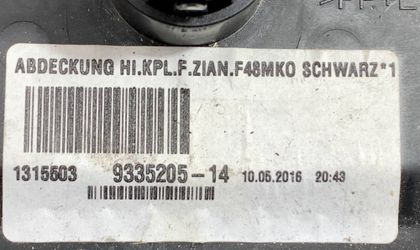 ABDECKUNG HI.KPL.F.ZIAN.F48MKO SCHWARZ*1
1315503 9335205-14 10.05.2016 20:43